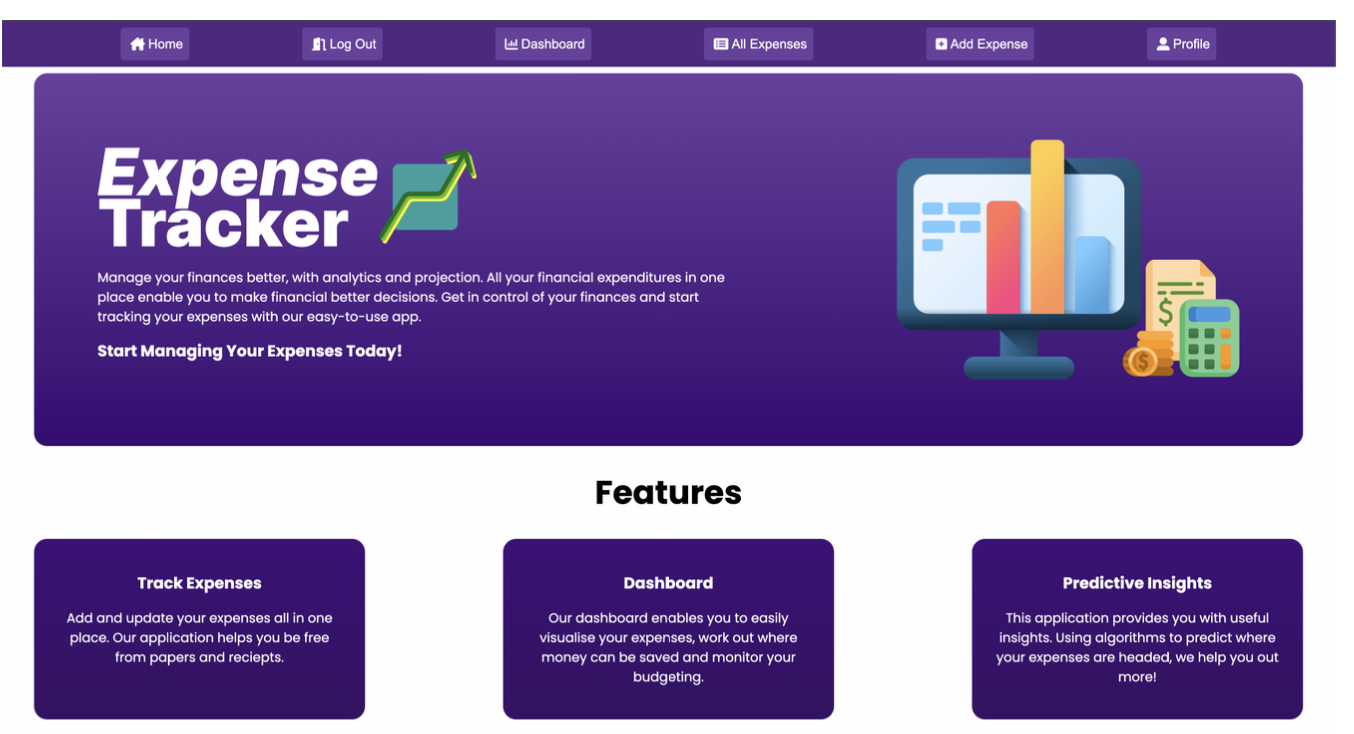 Home Log Out Dashboard All Expenses Add Expense Profile
Expense
Tracker
Manage your finances better, with analytics and projection. All your financial expenditures in one
place enable you to make financial better decisions. Get in control of your finances and start
tracking your expenses with our easy-to-use app.
Start Managing Your Expenses Today!
$
$
Features
Track Expenses
Add and update your expenses all in one
place. Our application helps you be free
from papers and reciepts.
Dashboard
Our dashboard enables you to easily
visualise your expenses, work out where
money can be saved and monitor your
budgeting.
Predictive Insights
This application provides you with useful
insights. Using algorithms to predict where
your expenses are headed, we help you out
more!